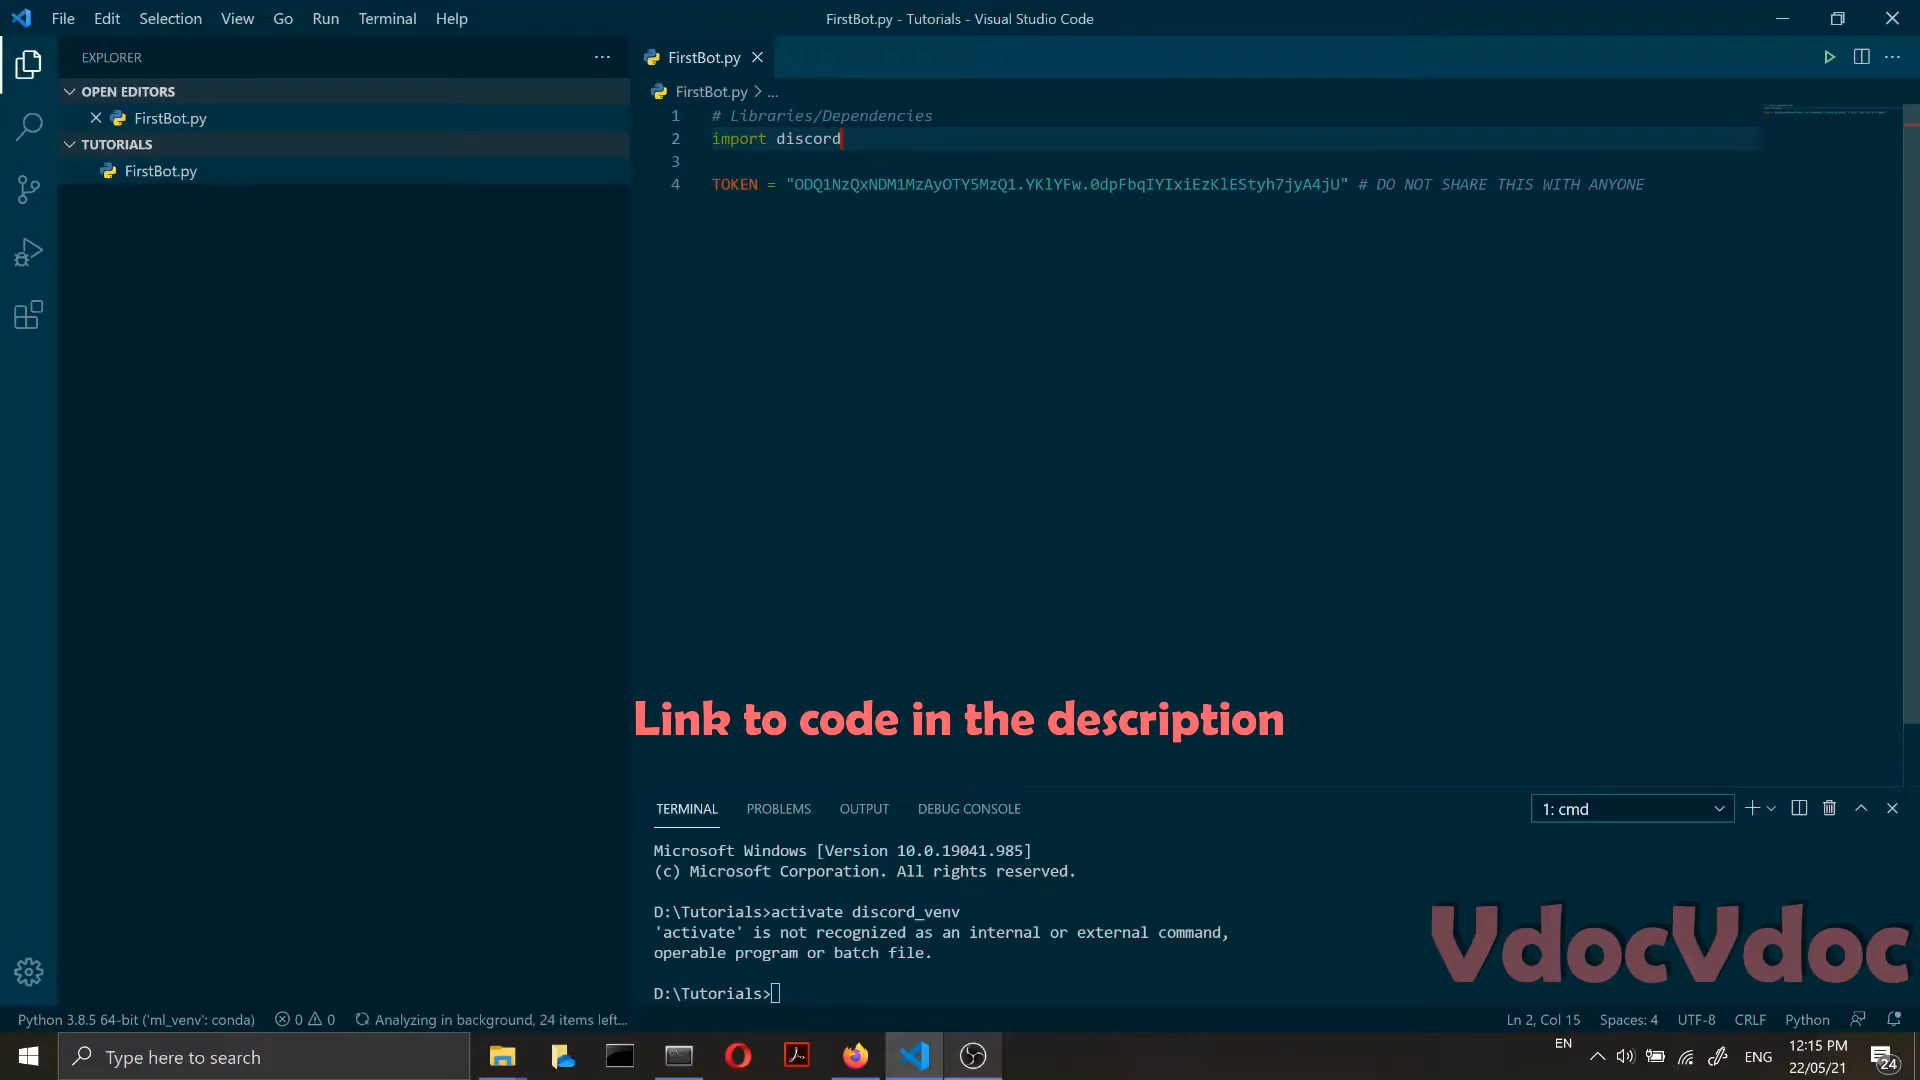 File Edit Selection View Go Run Terminal Help
FirstBot.py - Tutorials - Visual Studio Code
EXPLORER
OPEN EDITORS
FirstBot.py
TUTORIALS
FirstBot.py
FirstBot.py
FirstBot.py > ...
1 # Libraries/Dependencies
2 import discord
3
4 TOKEN = "ODQ1NzQxNDM1MzAyOTY5MzQ1.YKlYFw.0dpFbqIYIxiEzKlEStyh7jyA4jU" # DO NOT SHARE THIS WITH ANYONE
Link to code in the description
TERMINAL PROBLEMS OUTPUT DEBUG CONSOLE
1: cmd
Microsoft Windows [Version 10.0.19041.985]
(c) Microsoft Corporation. All rights reserved.
D:\Tutorials>activate discord_venv
'activate' is not recognized as an internal or external command,
operable program or batch file.
D:\Tutorials>
VdocVdoc
Python 3.8.5 64-bit ('ml_venv': conda) 0 0 Analyzing in background, 24 items left...
Ln 2, Col 15 Spaces: 4 UTF-8 CRLF Python
Type here to search
EN
ENG
12:15 PM
22/05/21
24